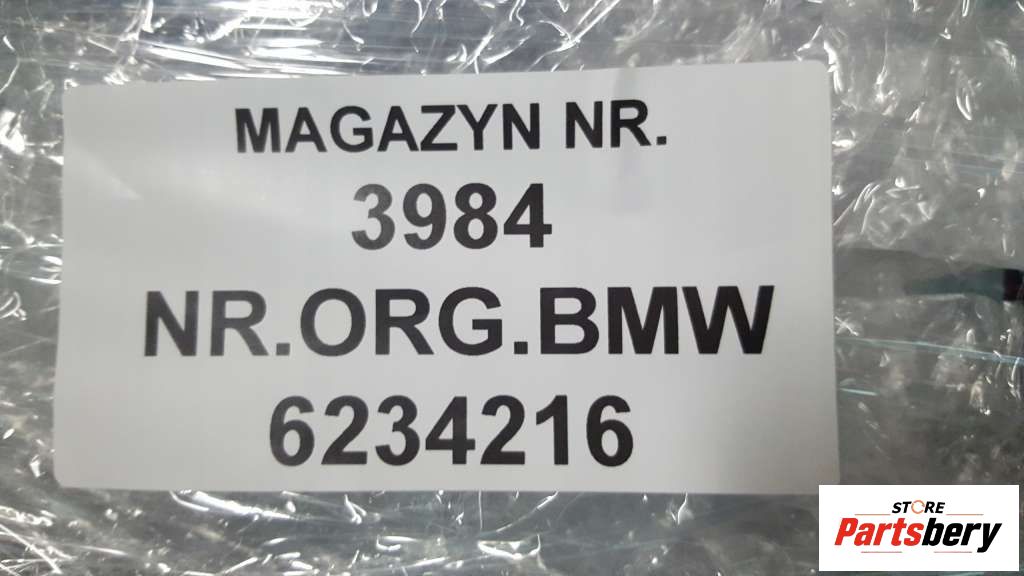 MAGAZYN NR.
3984
NR.ORG.BMW
6234216
STORE
Partsbery